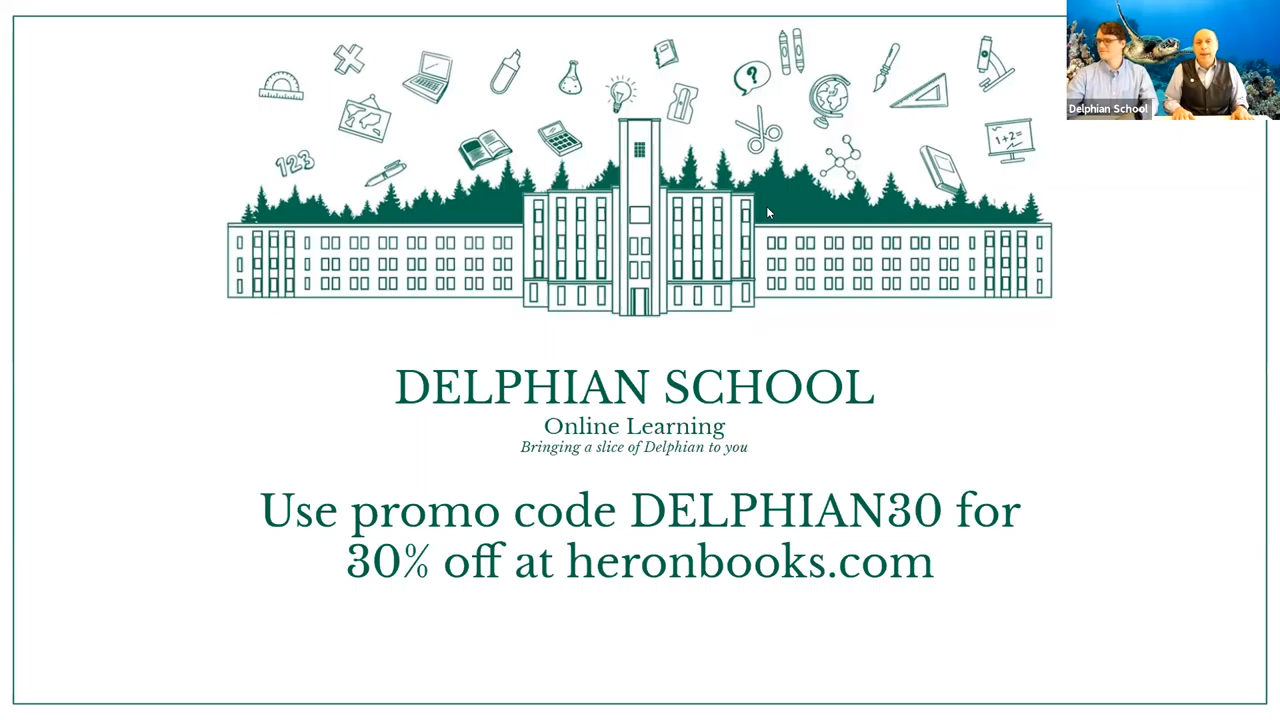 Delphian School
?
123
1+2=
DELPHIAN SCHOOL
Online Learning
Bringing a slice of Delphian to you
Use promo code DELPHIAN30 for
30% off at heronbooks.com